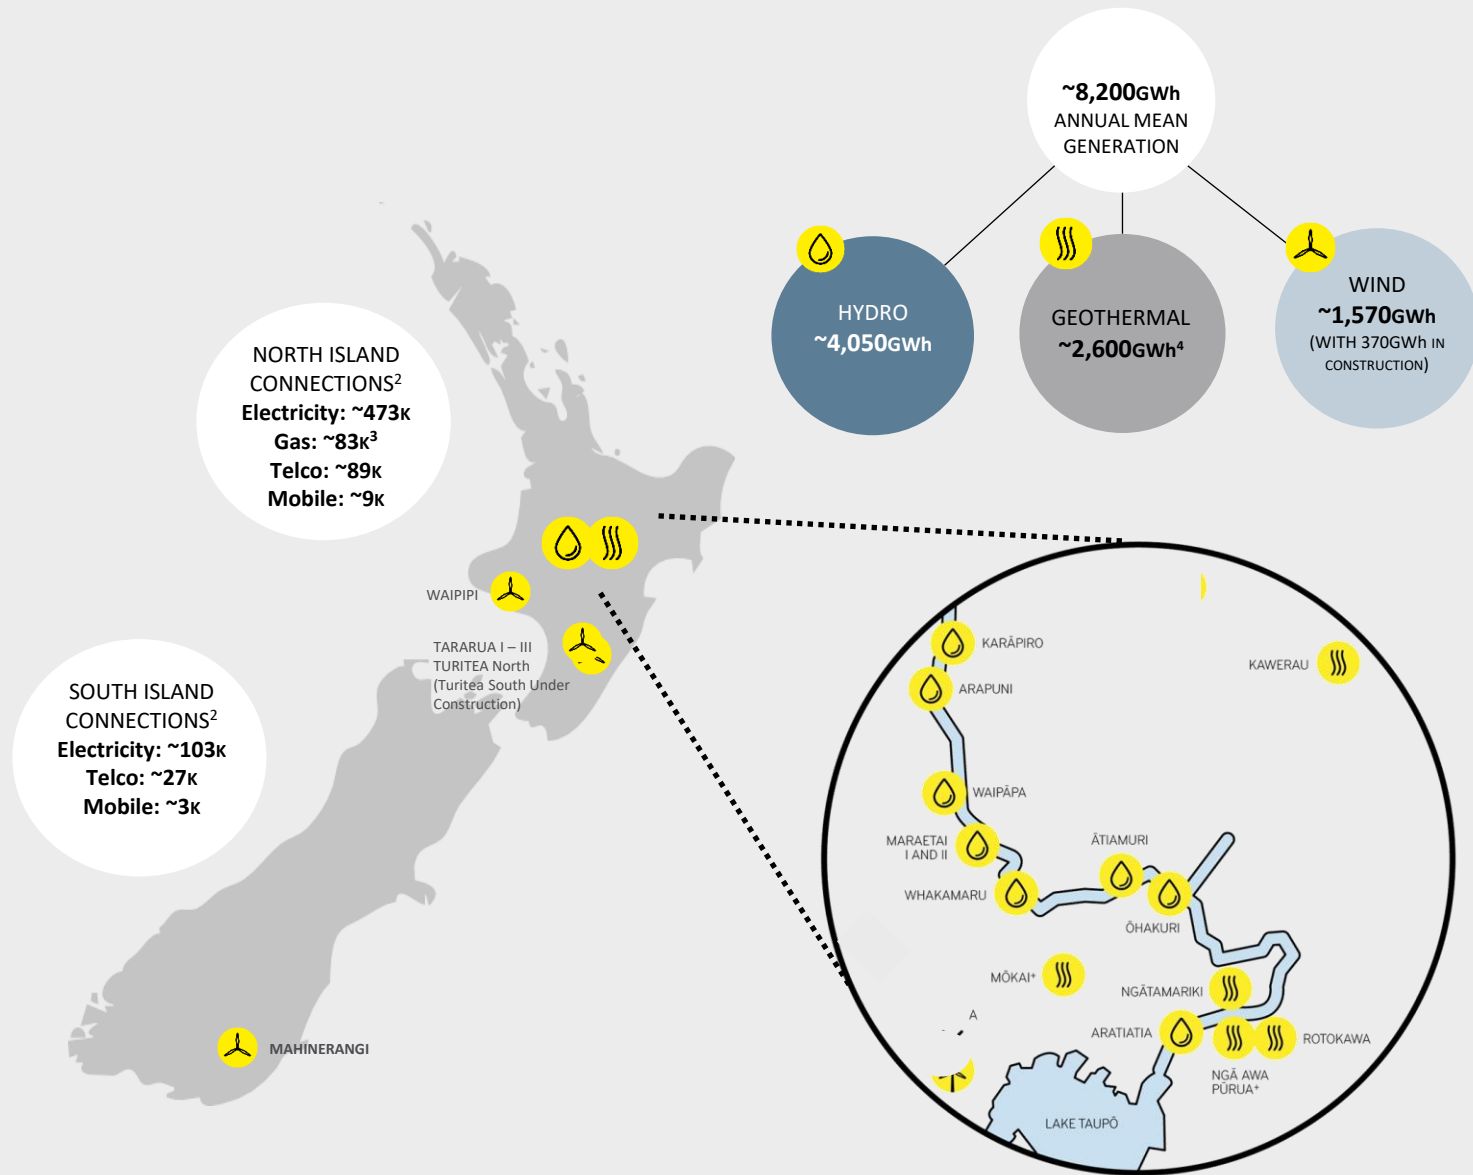 ~8,200GWh
ANNUAL MEAN
GENERATION
HYDRO
~4,050GWh
GEOTHERMAL
~2,600GWh⁴
WIND
~1,570GWh
(WITH 370GWh IN
CONSTRUCTION)
NORTH ISLAND
CONNECTIONS²
Electricity: ~473K
Gas: ~83K³
Telco: ~89K
Mobile: ~9K
WAIPIPI
TARARUA I – III
TURITEA North
(Turitea South Under
Construction)
SOUTH ISLAND
CONNECTIONS²
Electricity: ~103K
Telco: ~27K
Mobile: ~3K
MAHINERANGI
KARĀPIRO
KAWERAU
ARAPUNI
WAIPĀPA
MARAETAI
I AND II
ĀTIAMURI
WHAKAMARU
ŌHAKURI
MŌKAI⁺
NGĀTAMARIKI
A
ARATIATIA
ROTOKAWA
NGĀ AWA
PŪRUA⁺
LAKE TAUPŌ